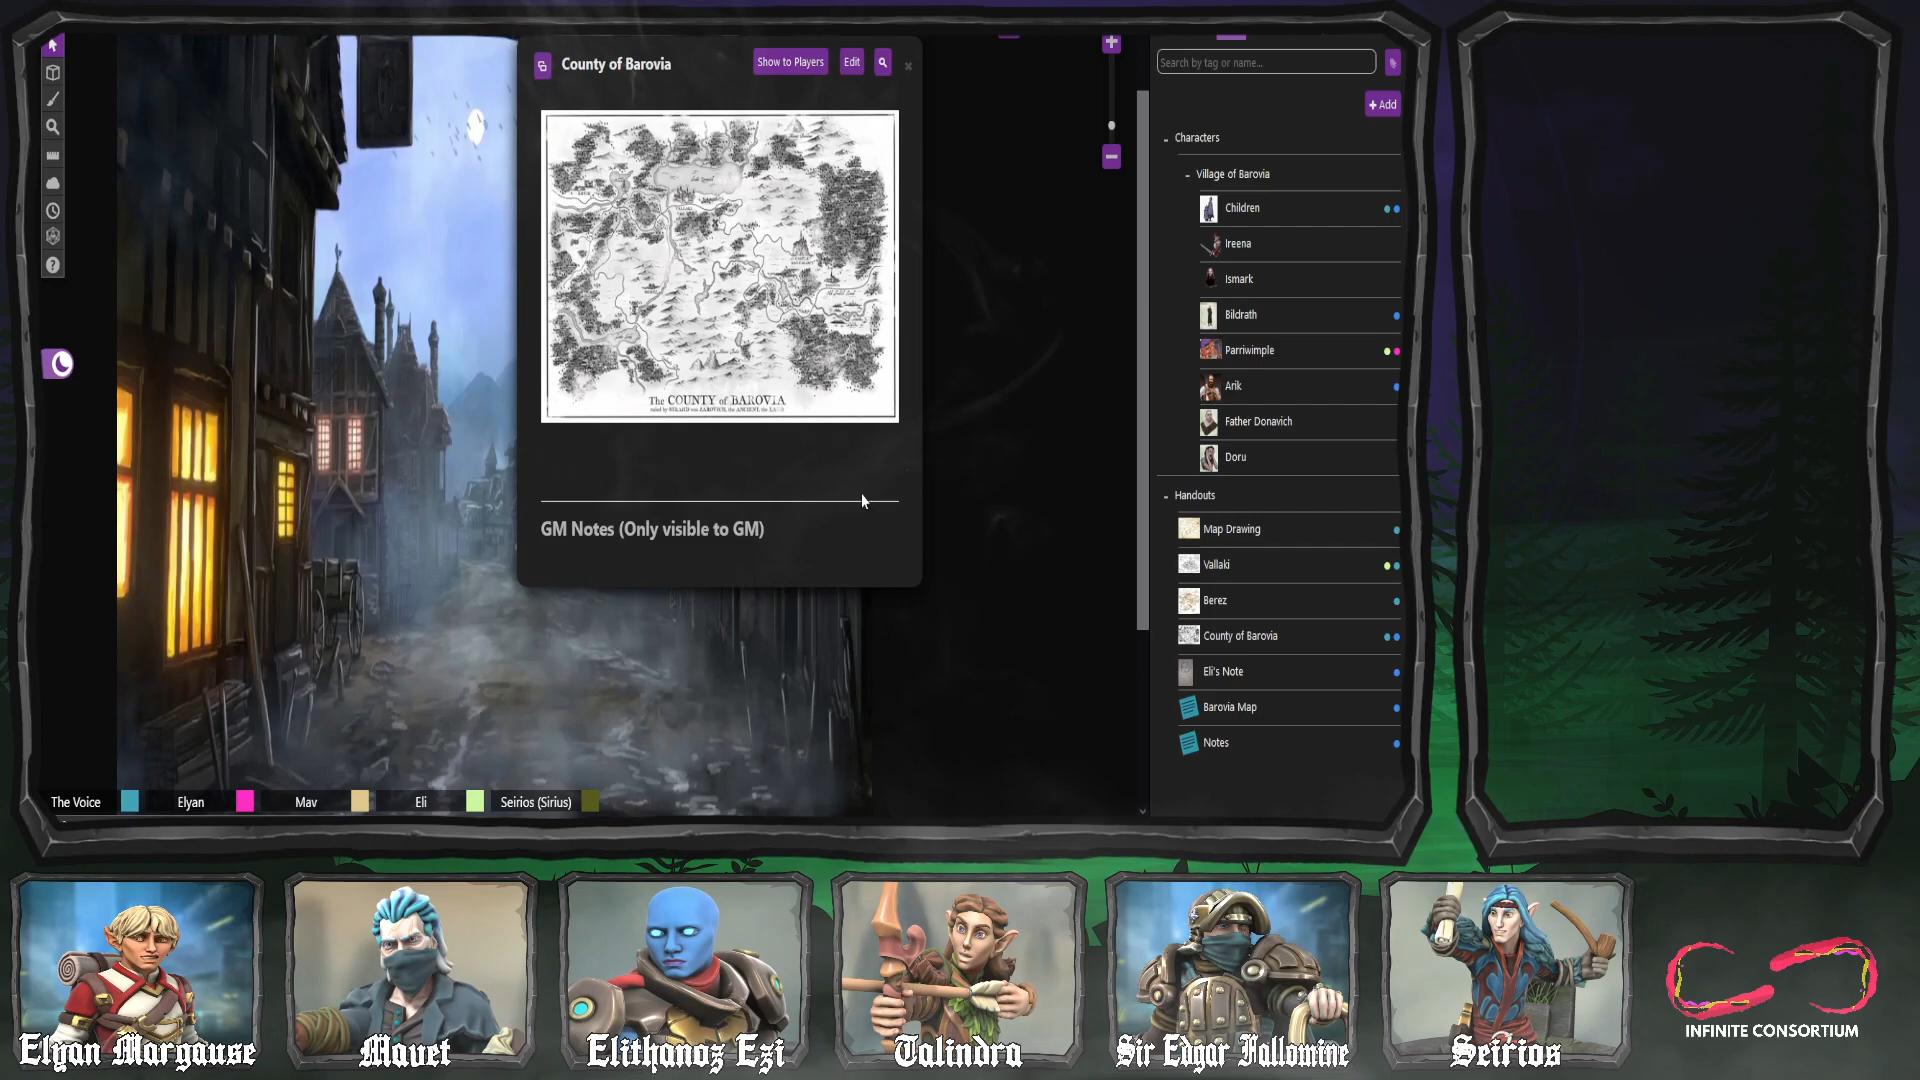 County of Barovia
Show to Players
Edit
The COUNTY of BAROVIA
GM Notes (Only visible to GM)
Search by tag or name...
+ Add
Characters
Village of Barovia
Children
Ireena
Ismark
Bildrath
Parriwimple
Arik
Father Donavich
Doru
Handouts
Map Drawing
Vallaki
Berez
County of Barovia
Eli's Note
Barovia Map
Notes
The Voice
Elyan
Mav
Eli
Seirios (Sirius)
Elyan Margause
Mavet
Elithanoz Ezi
Talindra
Sir Edgar Fallomine
Seirios
INFINITE CONSORTIUM